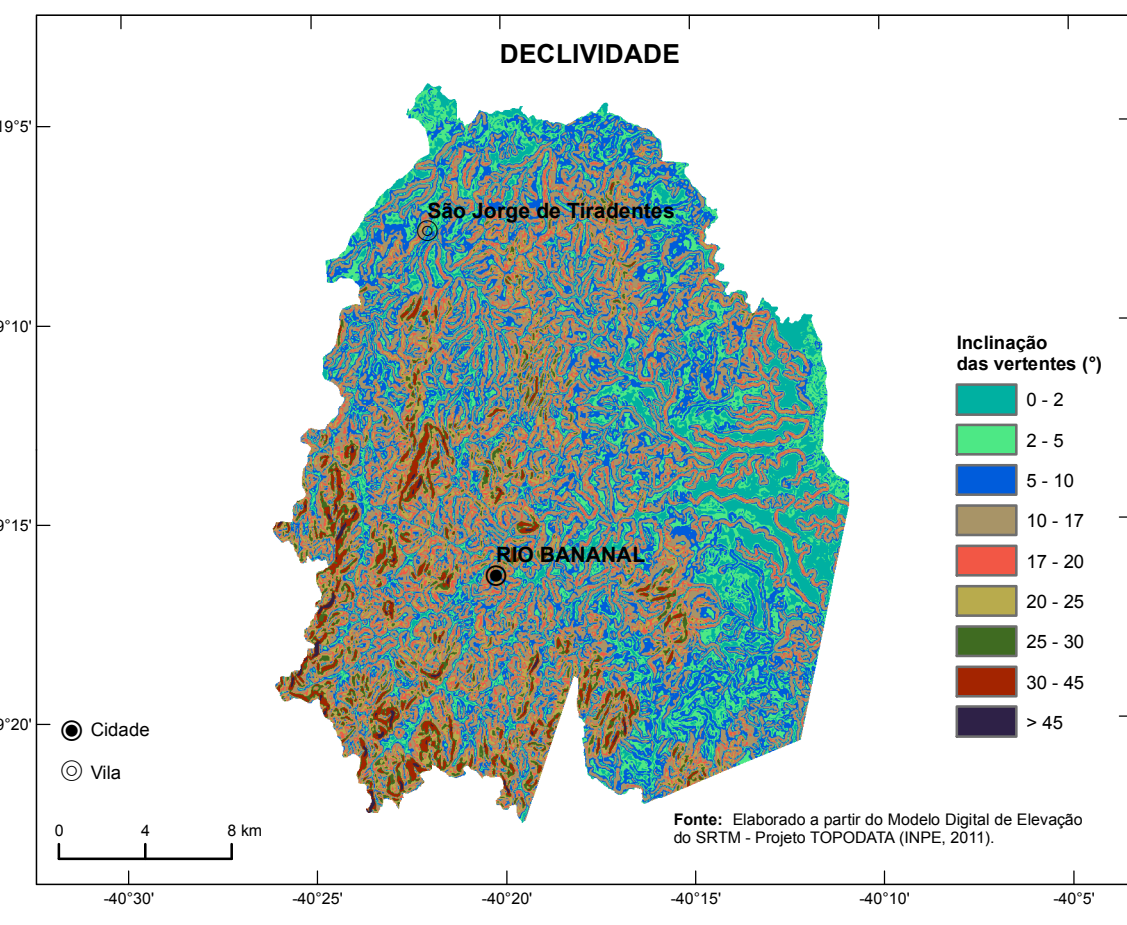 DECLIVIDADE
19°5'
São Jorge de Tiradentes
9°10'
Inclinação
das vertentes (°)
0 - 2
2 - 5
5 - 10
10 - 17
17 - 20
20 - 25
25 - 30
30 - 45
> 45
9°15'
RIO BANANAL
9°20'
Cidade
Vila
0 4 8 km
Fonte: Elaborado a partir do Modelo Digital de Elevação
do SRTM - Projeto TOPODATA (INPE, 2011).
-40°30' -40°25' -40°20' -40°15' -40°10' -40°5'